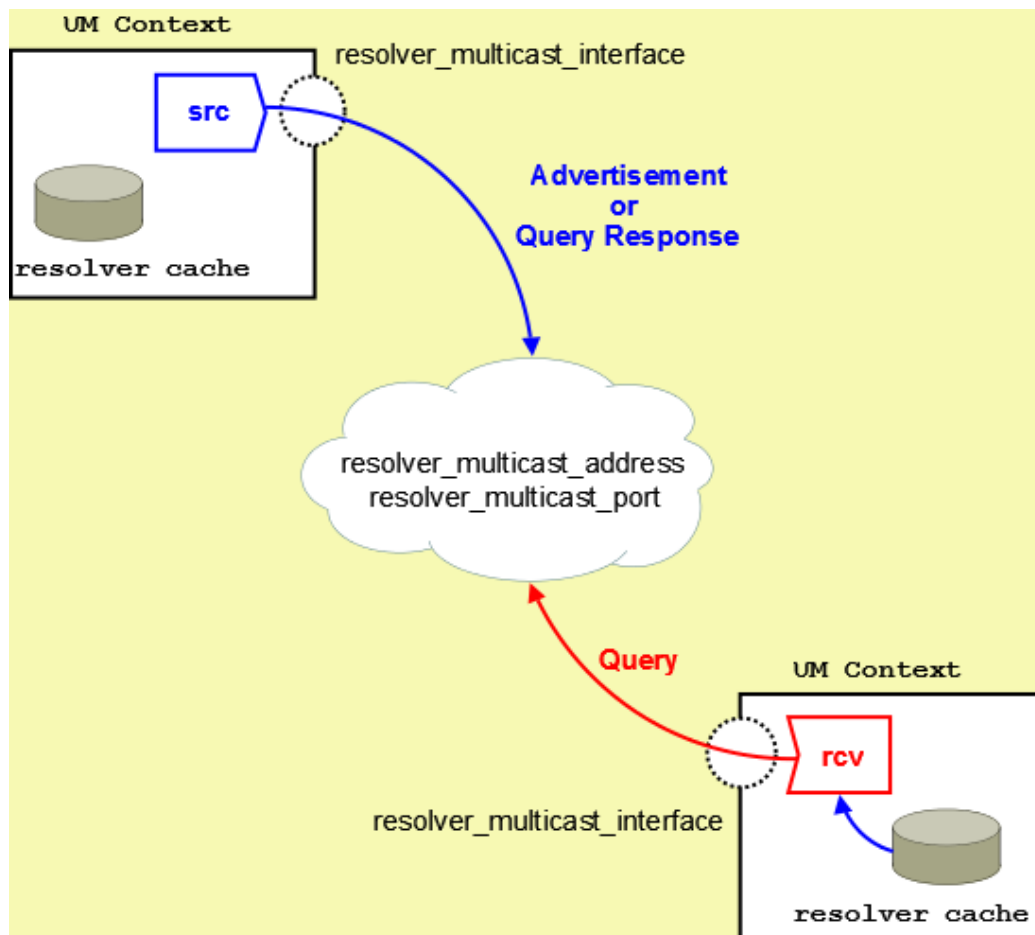 UM Context
resolver_multicast_interface
src
Advertisement
or
Query Response
resolver cache
resolver_multicast_address
resolver_multicast_port
Query
UM Context
rcv
resolver_multicast_interface
resolver cache